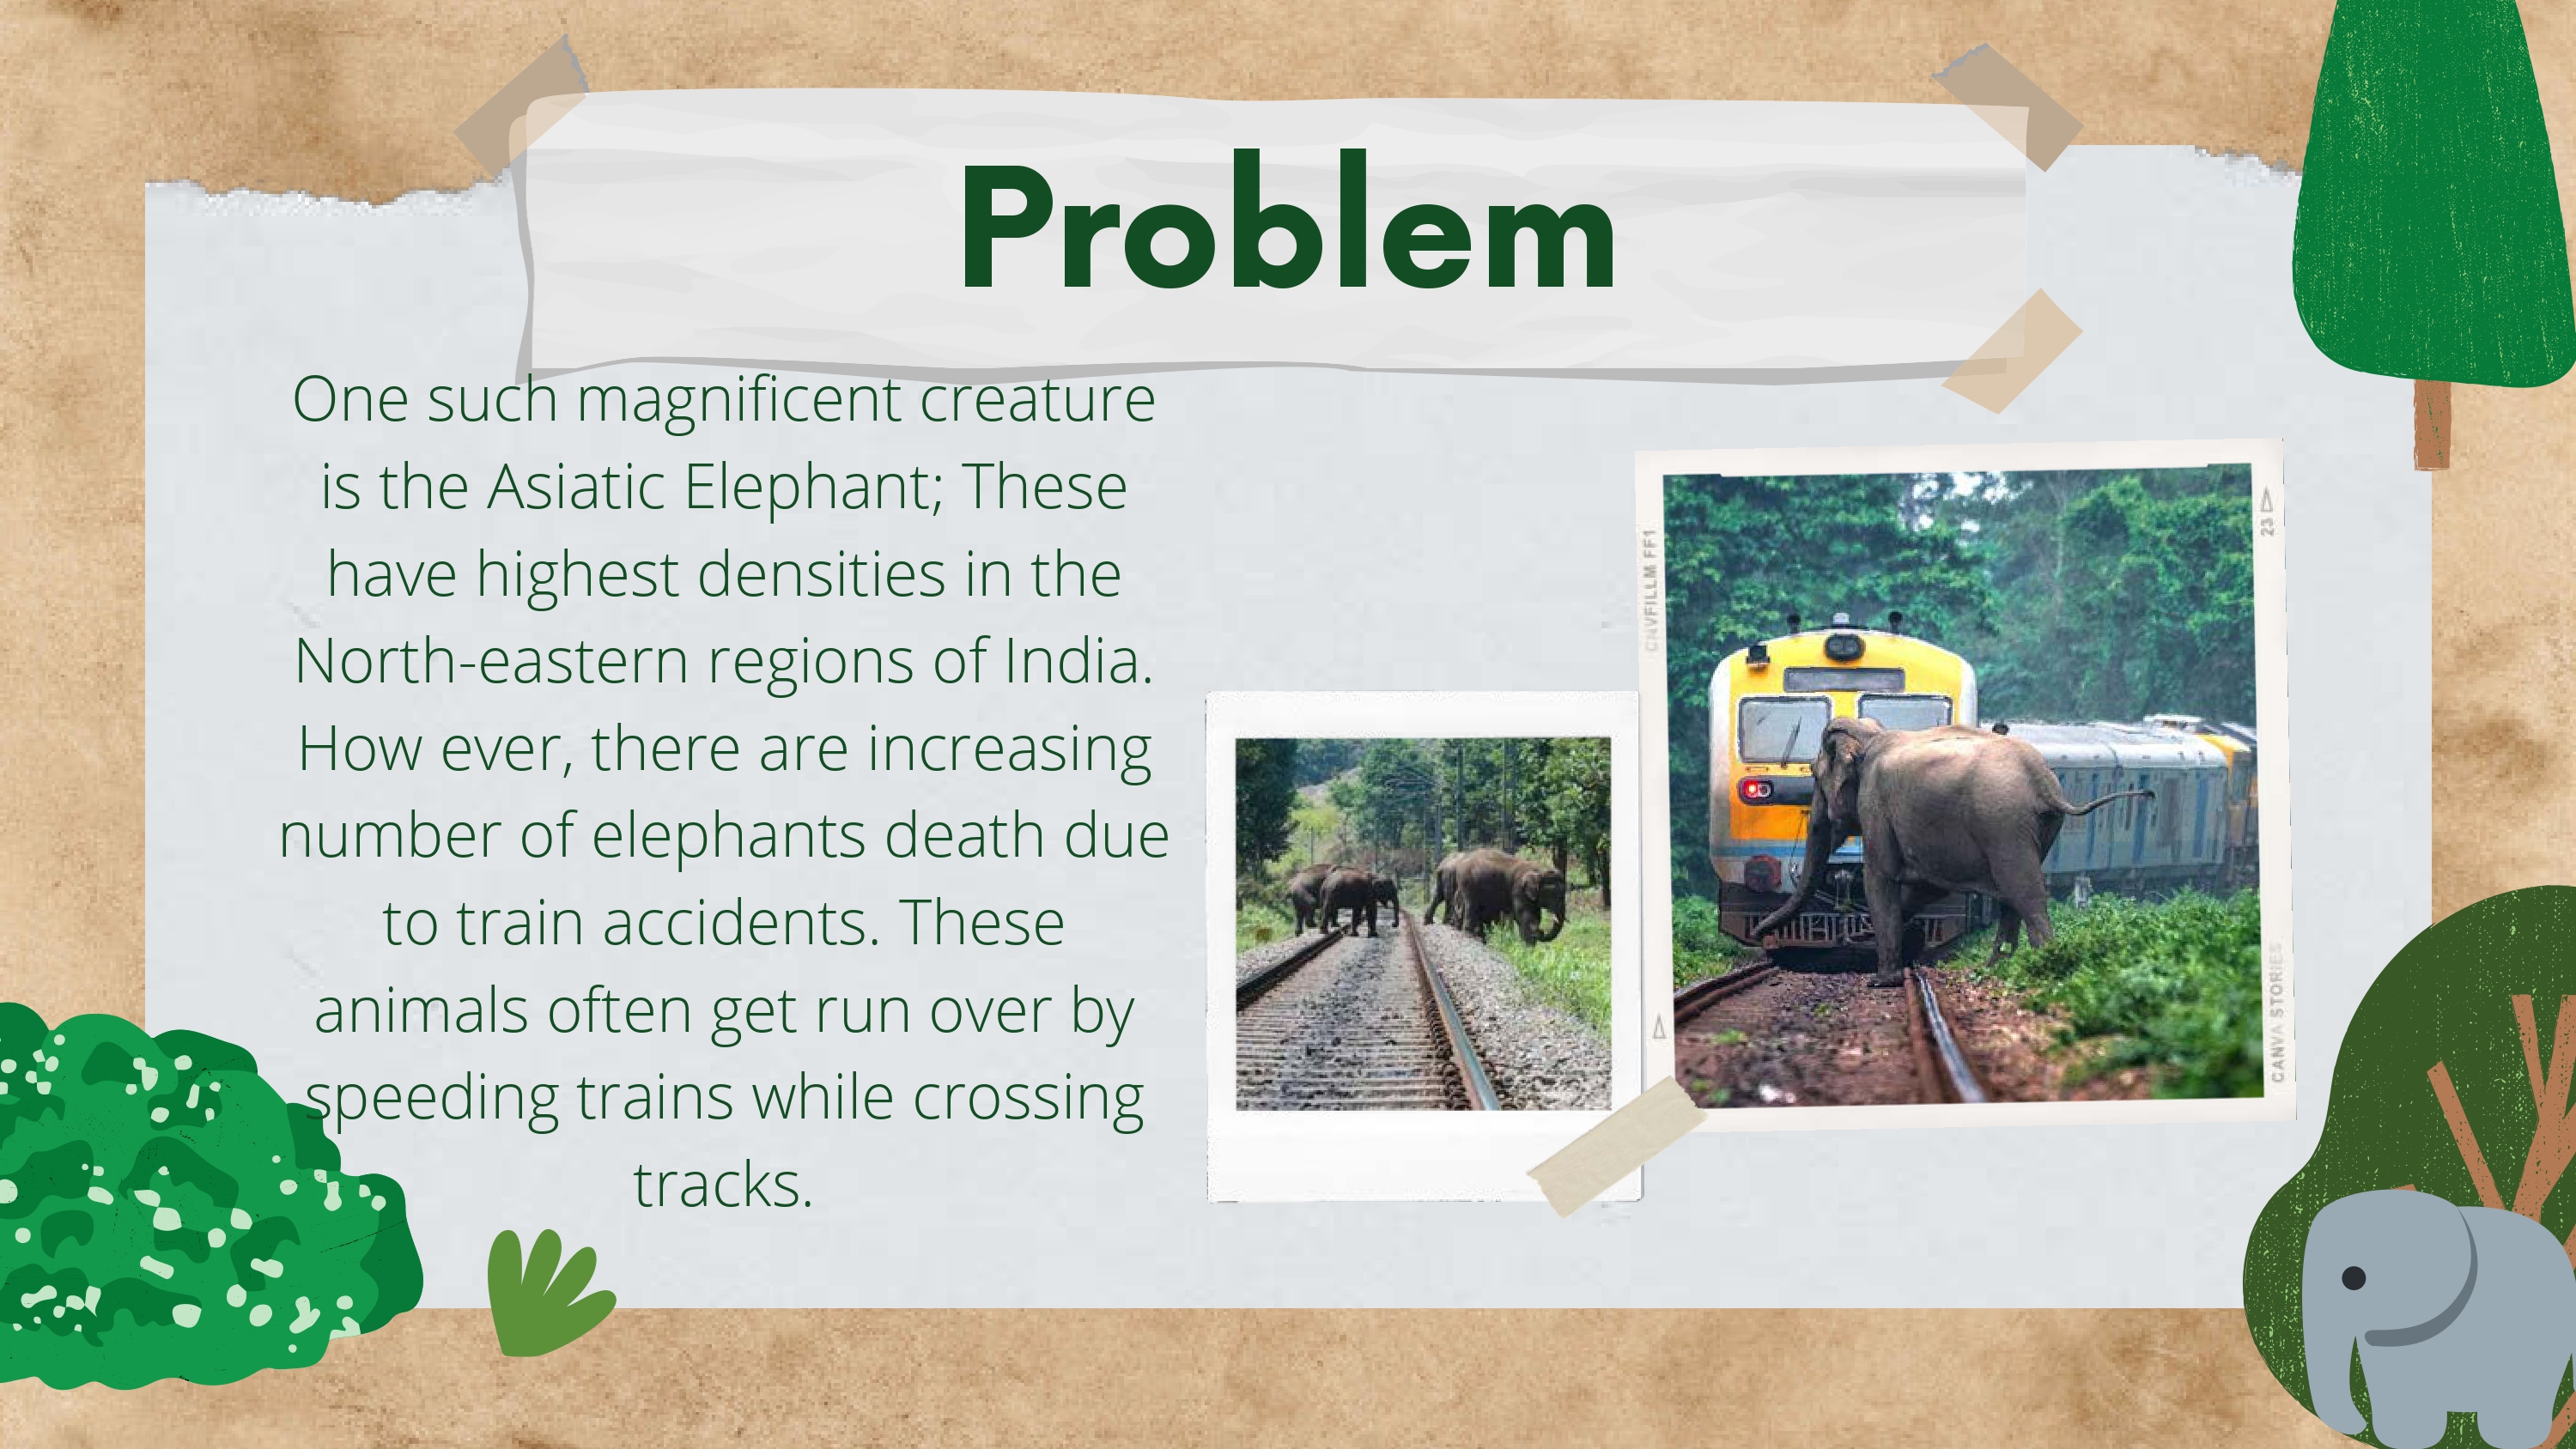 Problem
One such magnificent creature
is the Asiatic Elephant; These
have highest densities in the
North-eastern regions of India.
How ever, there are increasing
number of elephants death due
to train accidents. These
animals often get run over by
speeding trains while crossing
tracks.
CNVFILLM FF1
23
CANVA STORIES